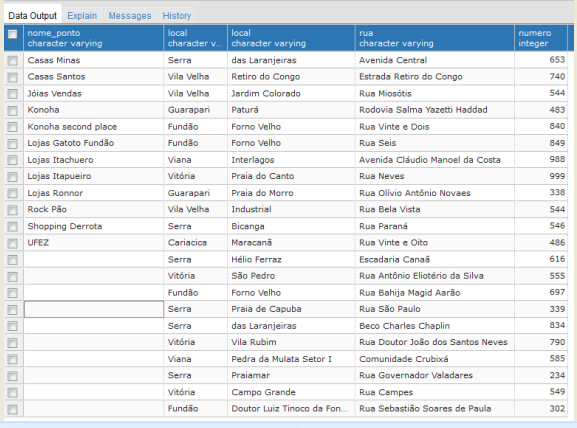 Data Output Explain Messages History
nome_ponto local local rua numero
character varying character v... character varying character varying integer
Casas Minas Serra das Laranjeiras Avenida Central 653
Casas Santos Vila Velha Retiro do Congo Estrada Retiro do Congo 740
Jóias Vendas Vila Velha Jardim Colorado Rua Miosótis 544
Konoha Guarapari Paturá Rodovia Salma Yazetti Haddad 483
Konoha second place Fundão Forno Velho Rua Vinte e Dois 840
Lojas Gatoto Fundão Fundão Forno Velho Rua Seis 849
Lojas Itachuero Viana Interlagos Avenida Cláudio Manoel da Costa 988
Lojas Itapueiro Vitória Praia do Canto Rua Neves 999
Lojas Ronnor Guarapari Praia do Morro Rua Olívio Antônio Novaes 338
Rock Pão Vila Velha Industrial Rua Bela Vista 544
Shopping Derrota Serra Bicanga Rua Paraná 546
UFEZ Cariacica Maracanã Rua Vinte e Oito 486
Serra Hélio Ferraz Escadaria Canaã 616
Vitória São Pedro Rua Antônio Eliotério da Silva 555
Fundão Forno Velho Rua Bahija Magid Aarão 697
Serra Praia de Capuba Rua São Paulo 339
Serra das Laranjeiras Beco Charles Chaplin 834
Vitória Vila Rubim Rua Doutor João dos Santos Neves 790
Viana Pedra da Mulata Setor I Comunidade Crubixá 585
Serra Praiamar Rua Governador Valadares 234
Vitória Campo Grande Rua Campes 549
Fundão Doutor Luiz Tinoco da Fon... Rua Sebastião Soares de Paula 302